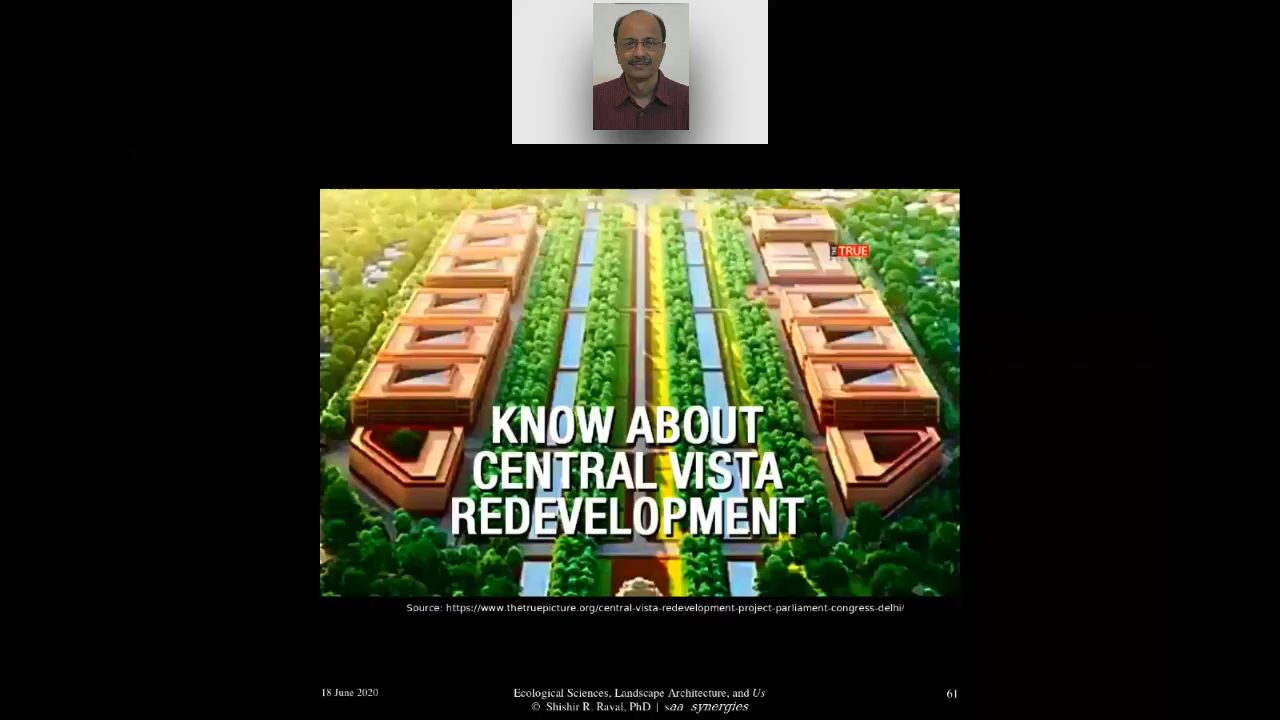 THE TRUE
KNOW ABOUT
CENTRAL VISTA
REDEVELOPMENT
Source: https://www.thetruepicture.org/central-vista-redevelopment-project-parliament-congress-delhi/
18 June 2020
Ecological Sciences, Landscape Architecture, and Us
61
© Shishir R. Raval, PhD | saa synergies